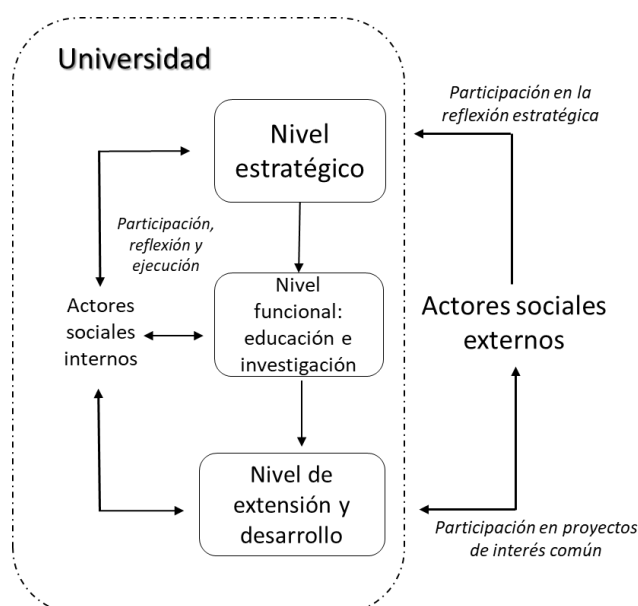 Universidad
Participación en la
reflexión estratégica
Nivel
estratégico
Participación,
reflexión y
ejecución
Nivel
funcional:
educación e
investigación
Actores
sociales
internos
Actores sociales
externos
Nivel de
extensión y
desarrollo
Participación en proyectos
de interés común